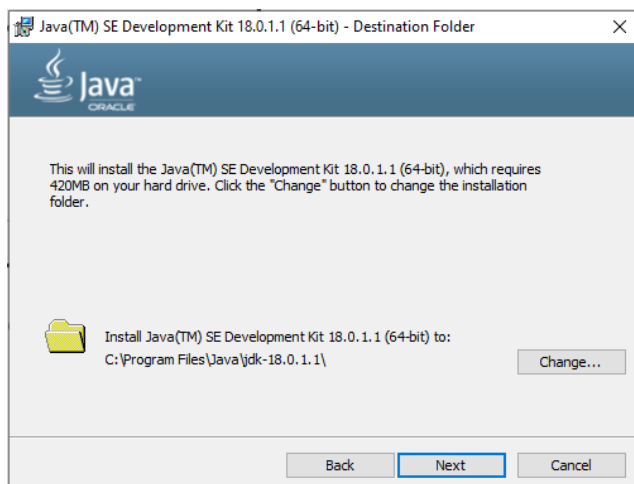 Java(TM) SE Development Kit 18.0.1.1 (64-bit) - Destination Folder
Java™
ORACLE
This will install the Java(TM) SE Development Kit 18.0.1.1 (64-bit), which requires
420MB on your hard drive. Click the "Change" button to change the installation
folder.
Install Java(TM) SE Development Kit 18.0.1.1 (64-bit) to:
C:\Program Files\Java\jdk-18.0.1.1\
Change...
Back
Next
Cancel